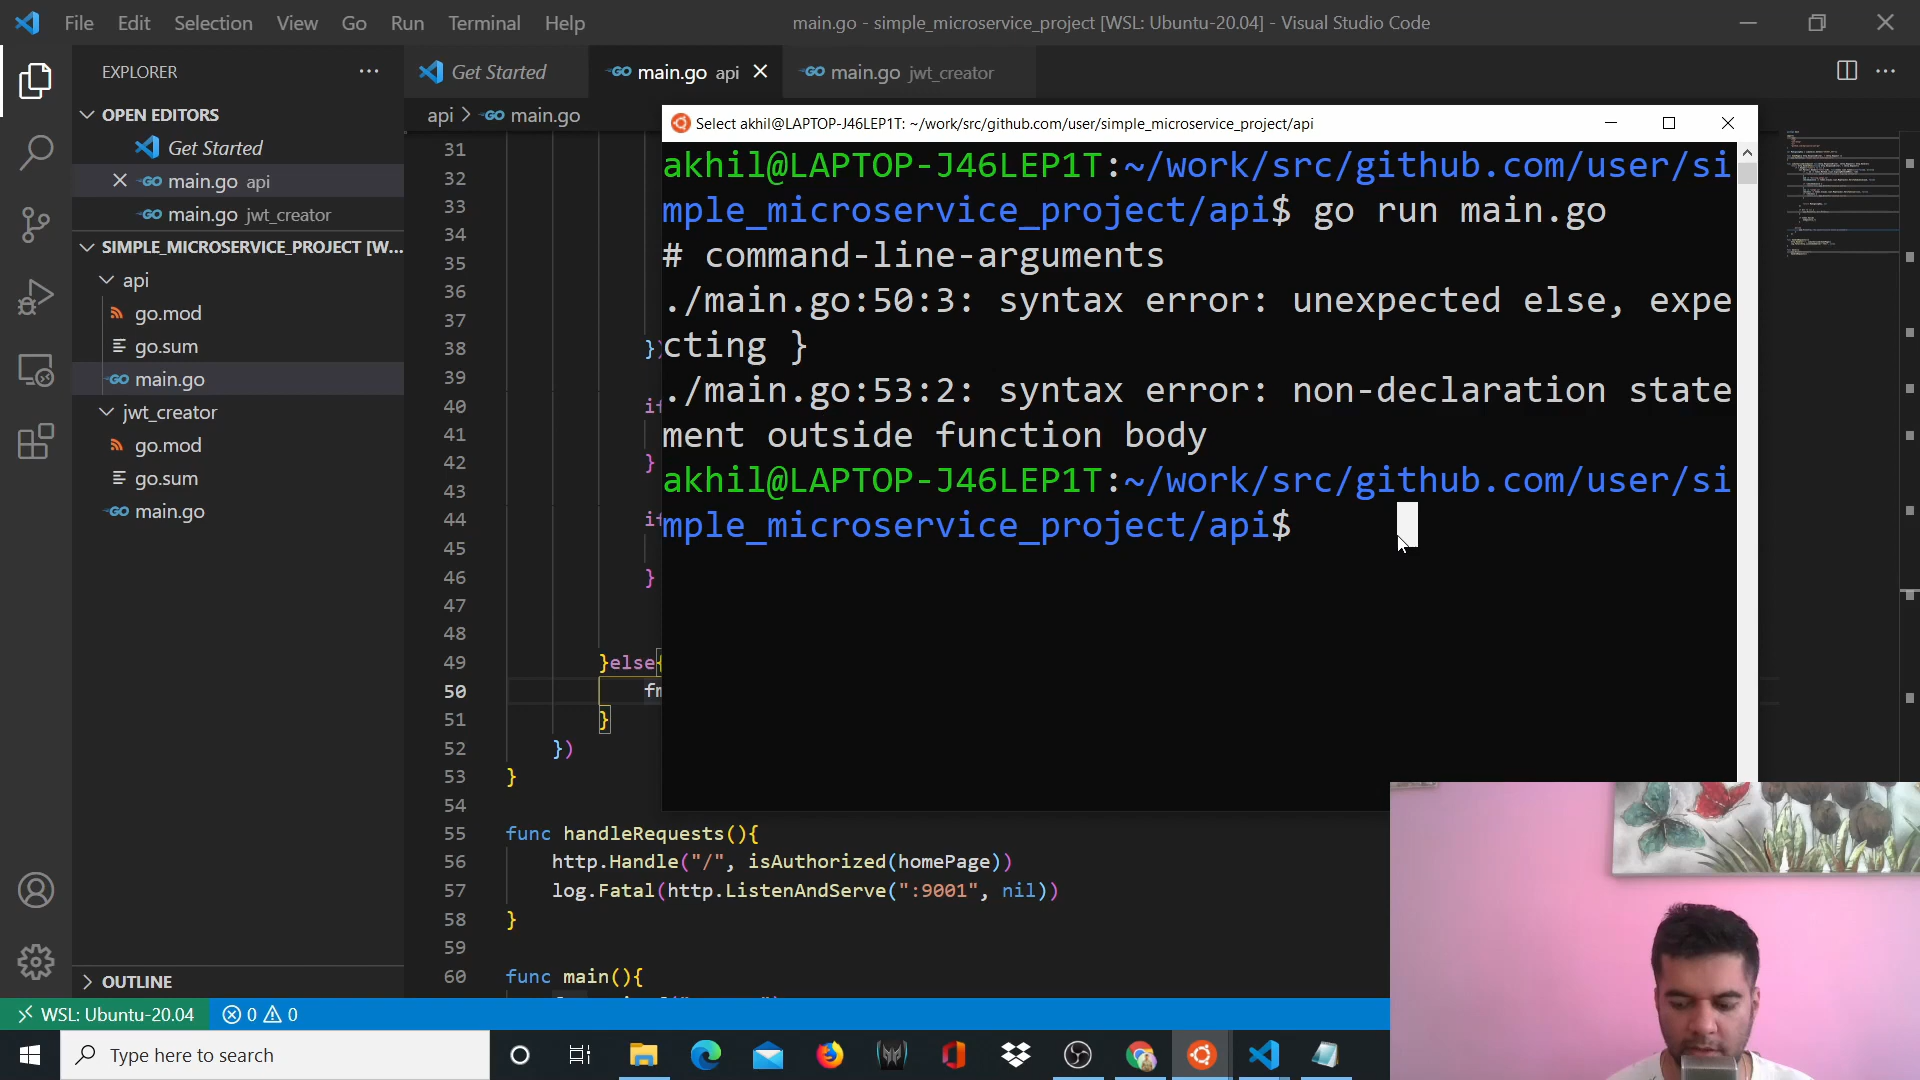 File Edit Selection View Go Run Terminal Help
main.go - simple_microservice_project [WSL: Ubuntu-20.04] - Visual Studio Code
EXPLORER
Get Started
main.go api
main.go jwt_creator
OPEN EDITORS
Get Started
main.go api
main.go jwt_creator
SIMPLE_MICROSERVICE_PROJECT [W...
api
go.mod
go.sum
main.go
jwt_creator
go.mod
go.sum
main.go
OUTLINE
api > main.go
31
32
33
34
35
36
37
38 })
39
40 if
41
42 }
43
44 if
45
46 }
47
48
49 }else{
50 fm
51 }
52 })
53 }
54
55 func handleRequests(){
56 http.Handle("/", isAuthorized(homePage))
57 log.Fatal(http.ListenAndServe(":9001", nil))
58 }
59
60 func main(){
Select akhil@LAPTOP-J46LEP1T: ~/work/src/github.com/user/simple_microservice_project/api
akhil@LAPTOP-J46LEP1T:~/work/src/github.com/user/si
mple_microservice_project/api$ go run main.go
# command-line-arguments
./main.go:50:3: syntax error: unexpected else, expe
cting }
./main.go:53:2: syntax error: non-declaration state
ment outside function body
akhil@LAPTOP-J46LEP1T:~/work/src/github.com/user/si
mple_microservice_project/api$
WSL: Ubuntu-20.04 0 0
Type here to search